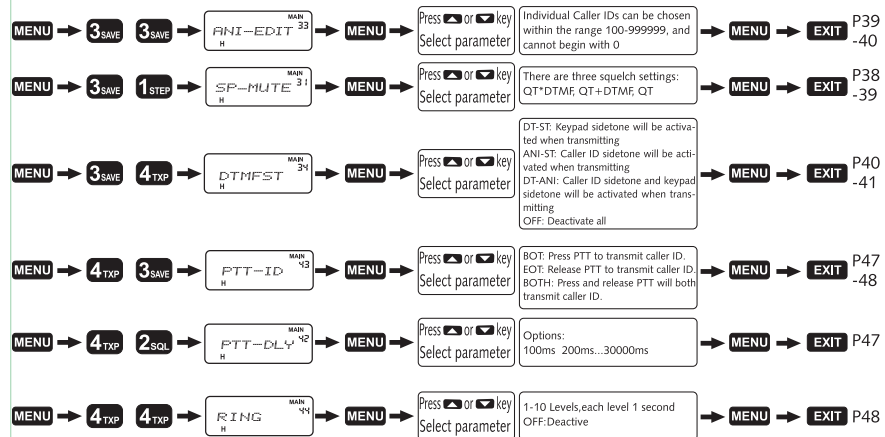 MENU 3SAVE 3SAVE ANI-EDIT MAIN 33 H MENU Press or key
Select parameter
Individual Caller IDs can be chosen
within the range 100-999999, and
cannot begin with 0
MENU EXIT P39
-40
MENU 3SAVE 1STEP SP-MUTE MAIN 31 H MENU Press or key
Select parameter
There are three squelch settings:
QT*DTMF, QT+DTMF, QT
MENU EXIT P38
-39
MENU 3SAVE 4TXP DTMFST MAIN 34 H MENU Press or key
Select parameter
DT-ST: Keypad sidetone will be activa-
ted when transmitting
ANI-ST: Caller ID sidetone will be acti-
vated when transmitting
DT-ANI: Caller ID sidetone and keypad
sidetone will be activated when trans-
mitting
OFF: Deactivate all
MENU EXIT P40
-41
MENU 4TXP 3SAVE PTT-ID MAIN 43 H MENU Press or key
Select parameter
BOT: Press PTT to transmit caller ID.
EOT: Release PTT to transmit caller ID.
BOTH: Press and release PTT will both
transmit caller ID.
MENU EXIT P47
-48
MENU 4TXP 2SQL PTT-DLY MAIN 42 H MENU Press or key
Select parameter
Options:
100ms 200ms...30000ms
MENU EXIT P47
MENU 4TXP 4TXP RING MAIN 44 H MENU Press or key
Select parameter
1-10 Levels,each level 1 second
OFF:Deactive
MENU EXIT P48